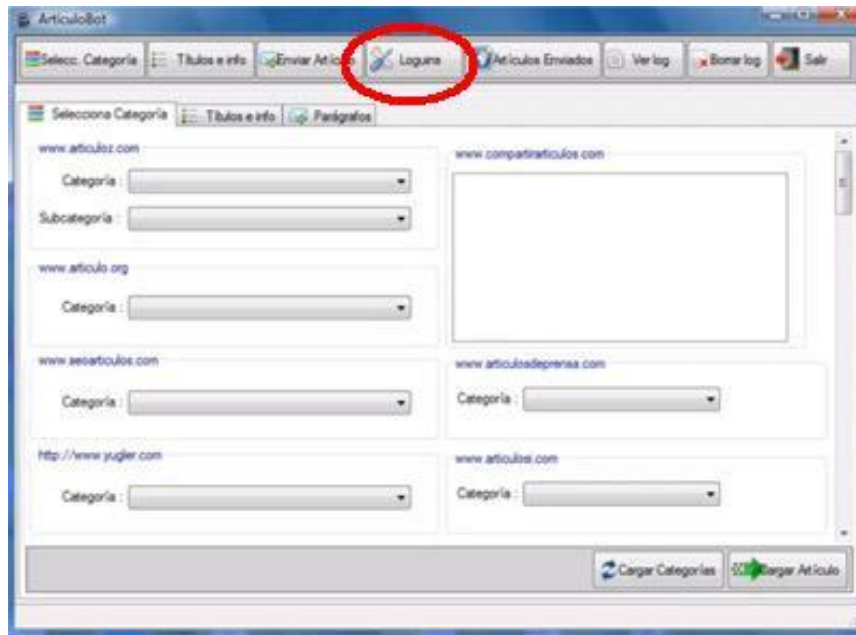 ArticuloBot
Selecc. Categoría Títulos e info Enviar Artículo Loguins Artículos Enviados Ver log Borrar log Salir
Selecciona Categoría Títulos e info Parágrafos
www.articuloz.com
Categoría :
Subcategoría :
www.articulo.org
Categoría :
www.seoarticulos.com
Categoría :
http://www.yugler.com
Categoría :
www.compartirarticulos.com
www.articulosdeprensa.com
Categoría :
www.articulosi.com
Categoría :
Cargar Categorías Cargar Artículo